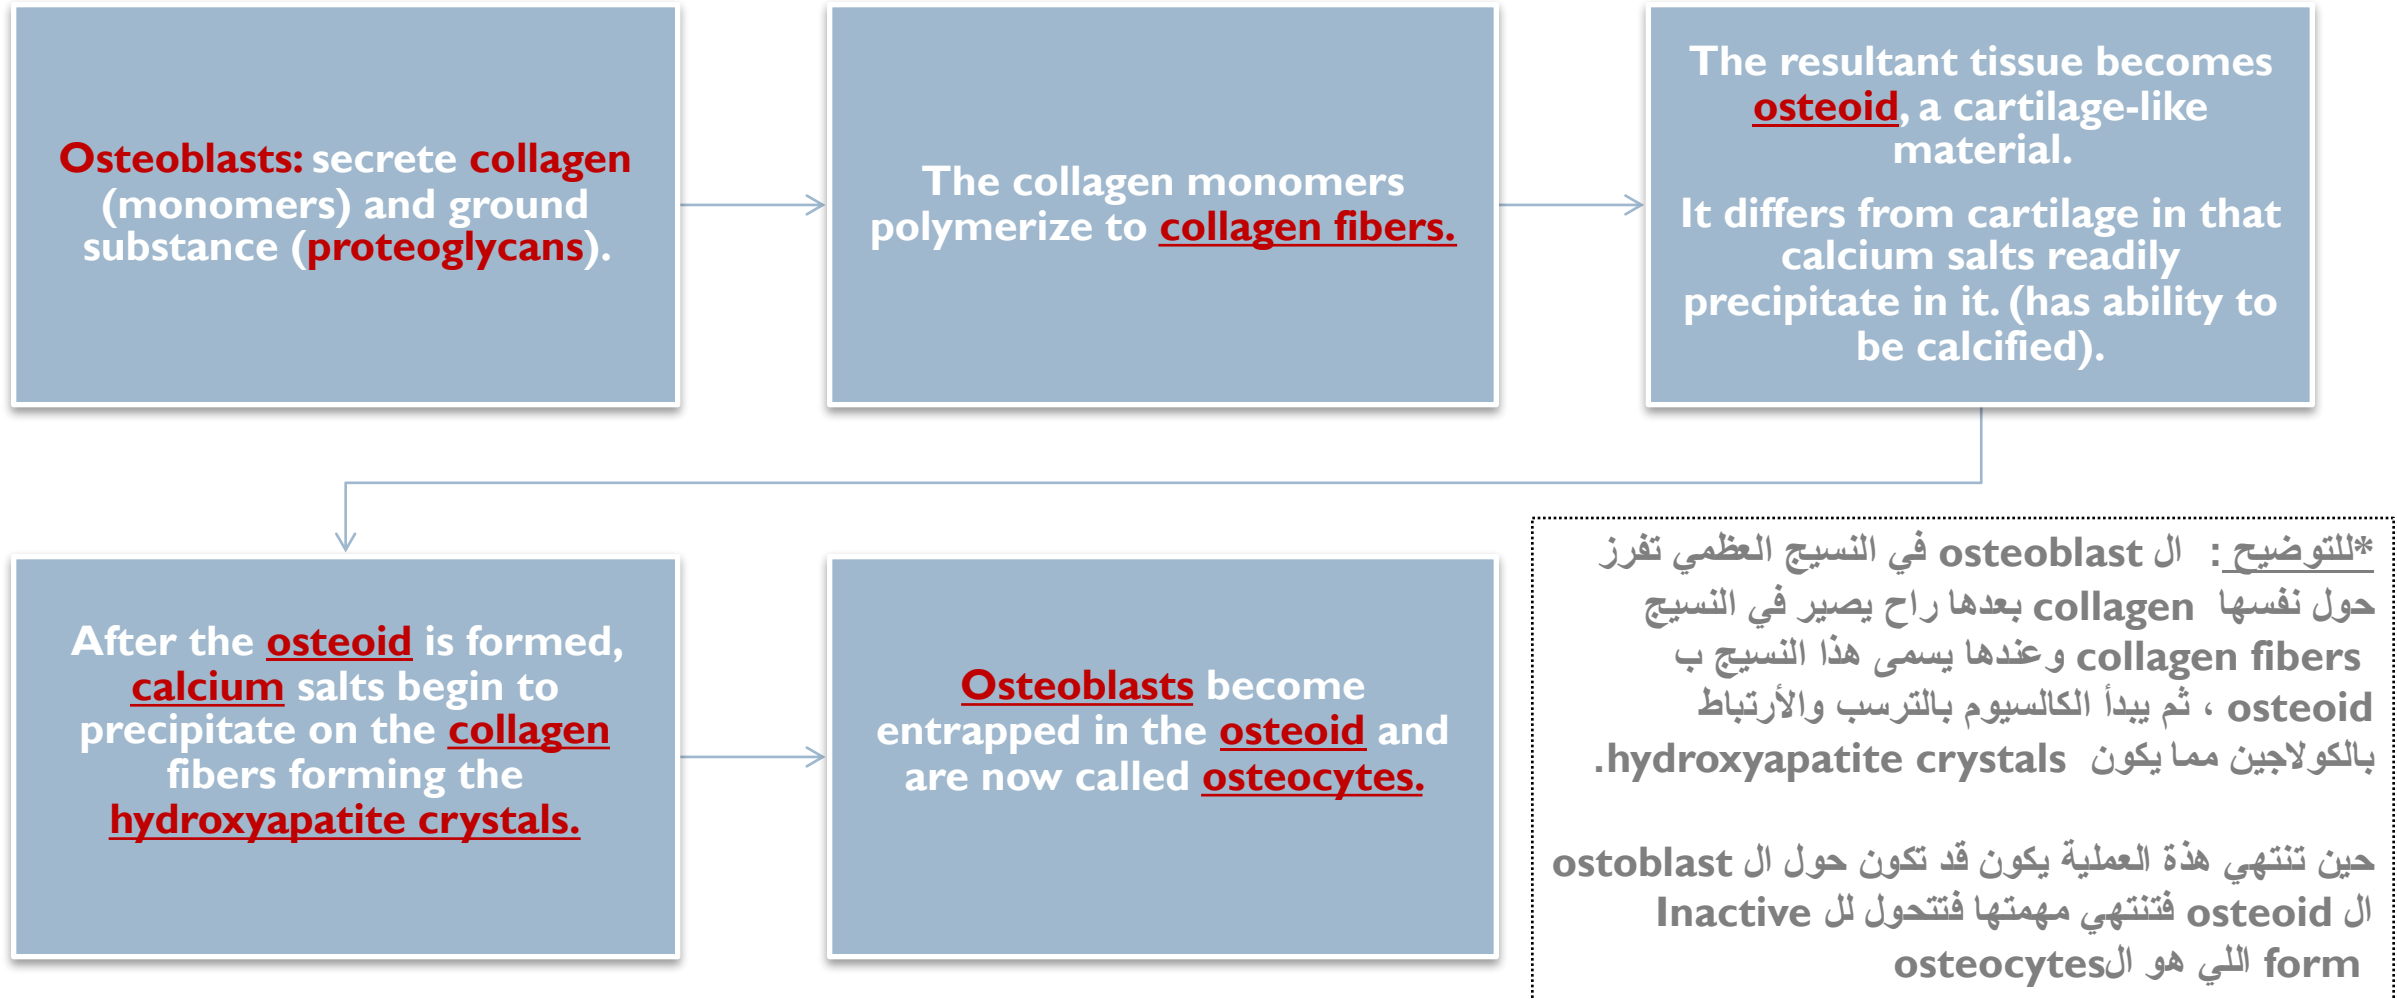 Osteoblasts: secrete collagen
(monomers) and ground
substance (proteoglycans).
The collagen monomers
polymerize to collagen fibers.
The resultant tissue becomes
osteoid, a cartilage-like
material.
It differs from cartilage in that
calcium salts readily
precipitate in it. (has ability to
be calcified).
After the osteoid is formed,
calcium salts begin to
precipitate on the collagen
fibers forming the
hydroxyapatite crystals.
Osteoblasts become
entrapped in the osteoid and
are now called osteocytes.
*للتوضيح : ال osteoblast في النسيج العظمي تفرز
حول نفسها collagen بعدها راح يصير في النسيج
collagen fibers وعندها يسمى هذا النسيج ب
osteoid ، ثم يبدأ الكالسيوم بالترسب والأرتباط
بالكولاجين مما يكون hydroxyapatite crystals.
حين تنتهي هذة العملية يكون قد تكون حول ال ostoblast
ال osteoid فتنتهي مهمتها فتتحول لل Inactive
form اللي هو الosteocytes